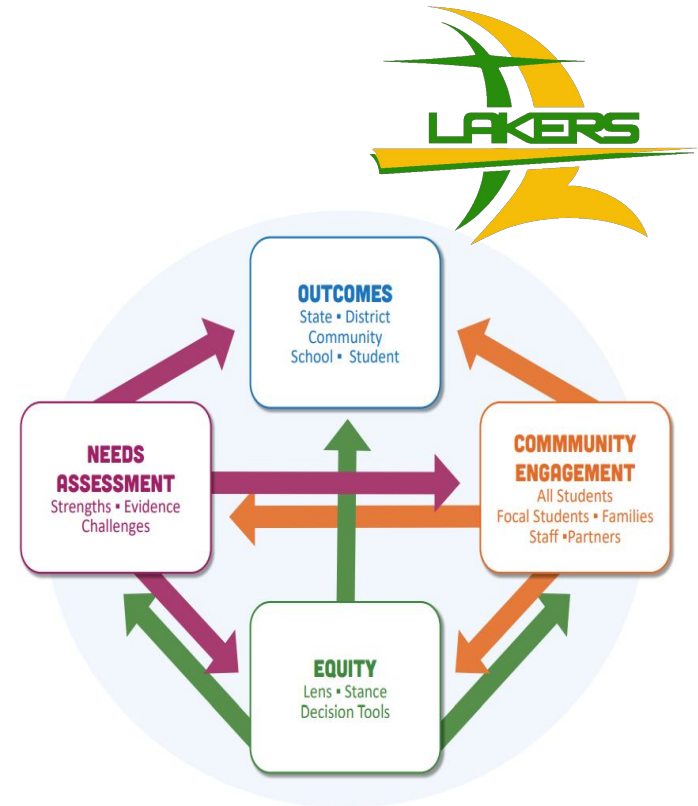 LAKERS
OUTCOMES
State ▪ District
Community
School ▪ Student
NEEDS
ASSESSMENT
Strengths ▪ Evidence
Challenges
COMMMUNITY
ENGAGEMENT
All Students
Focal Students ▪ Families
Staff ▪Partners
EQUITY
Lens ▪ Stance
Decision Tools